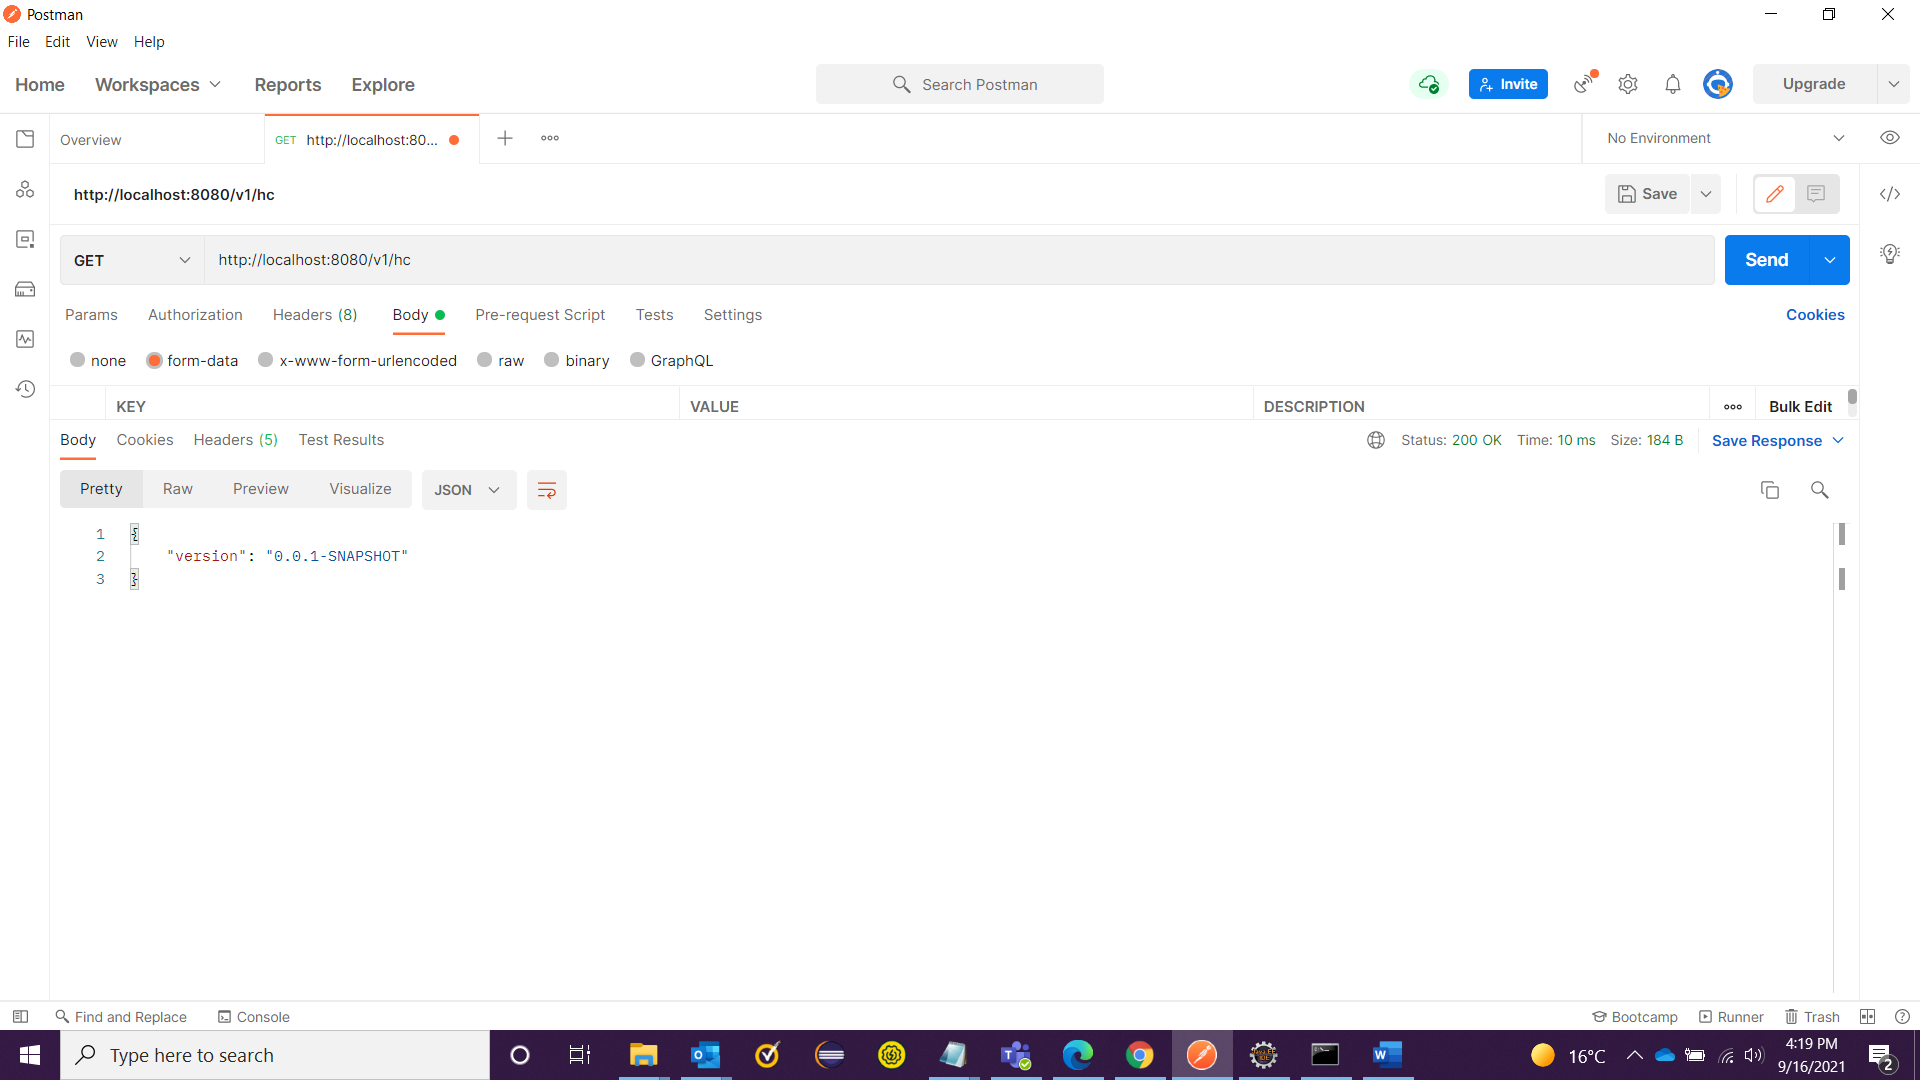 Postman
File Edit View Help
Home Workspaces Reports Explore Search Postman Invite Upgrade
Overview GET http://localhost:80... No Environment
http://localhost:8080/v1/hc Save
GET http://localhost:8080/v1/hc Send
Params Authorization Headers (8) Body Pre-request Script Tests Settings Cookies
none form-data x-www-form-urlencoded raw binary GraphQL
KEY VALUE DESCRIPTION Bulk Edit
Body Cookies Headers (5) Test Results Status: 200 OK Time: 10 ms Size: 184 B Save Response
Pretty Raw Preview Visualize JSON
1 {
2 "version": "0.0.1-SNAPSHOT"
3 }
Find and Replace Console Bootcamp Runner Trash
Type here to search 16°C 4:19 PM
9/16/2021 2